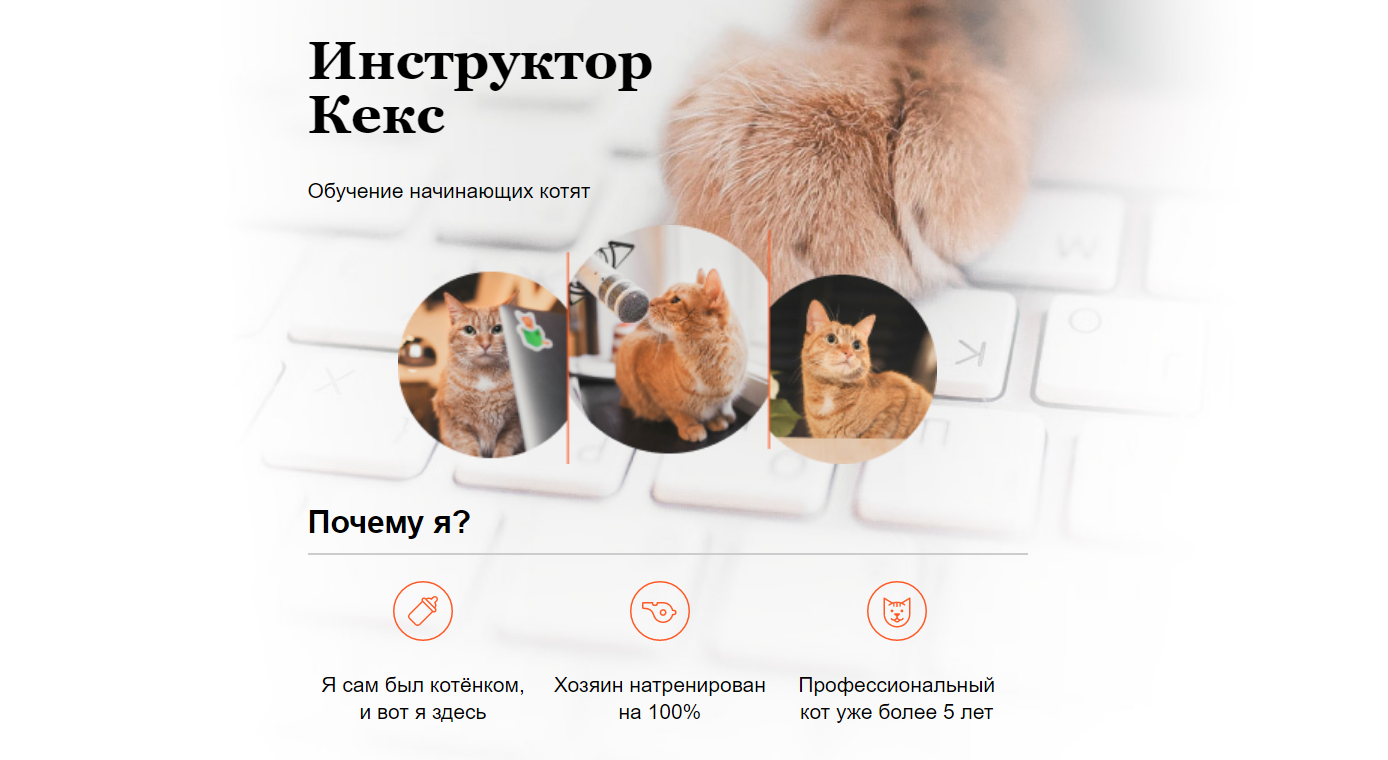 Инструктор
Кекс
Обучение начинающих котят
Почему я?
Я сам был котёнком,
и вот я здесь
Хозяин натренирован
на 100%
Профессиональный
кот уже более 5 лет